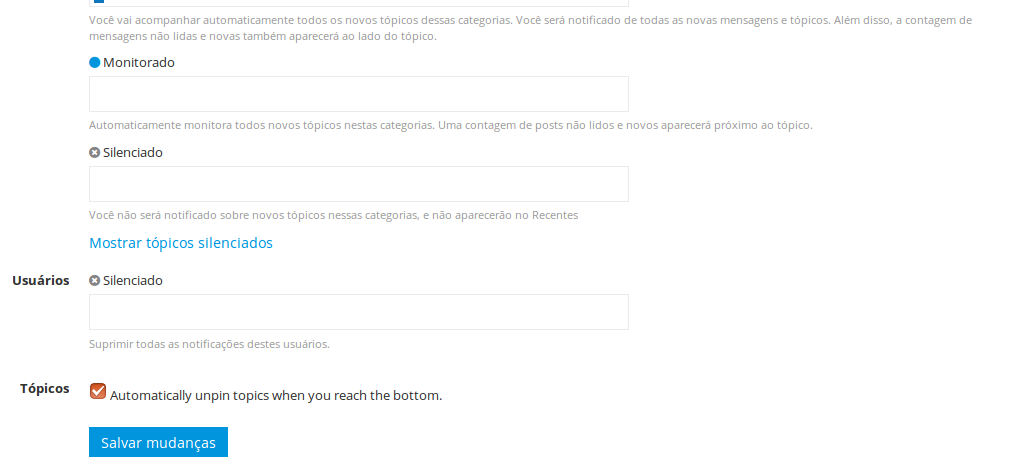 Você vai acompanhar automaticamente todos os novos tópicos dessas categorias. Você será notificado de todas as novas mensagens e tópicos. Além disso, a contagem de
mensagens não lidas e novas também aparecerá ao lado do tópico.
Monitorado
Automaticamente monitora todos novos tópicos nestas categorias. Uma contagem de posts não lidos e novos aparecerá próximo ao tópico.
Silenciado
Você não será notificado sobre novos tópicos nessas categorias, e não aparecerão no Recentes
Mostrar tópicos silenciados
Usuários
Silenciado
Suprimir todas as notificações destes usuários.
Tópicos
Automatically unpin topics when you reach the bottom.
Salvar mudanças